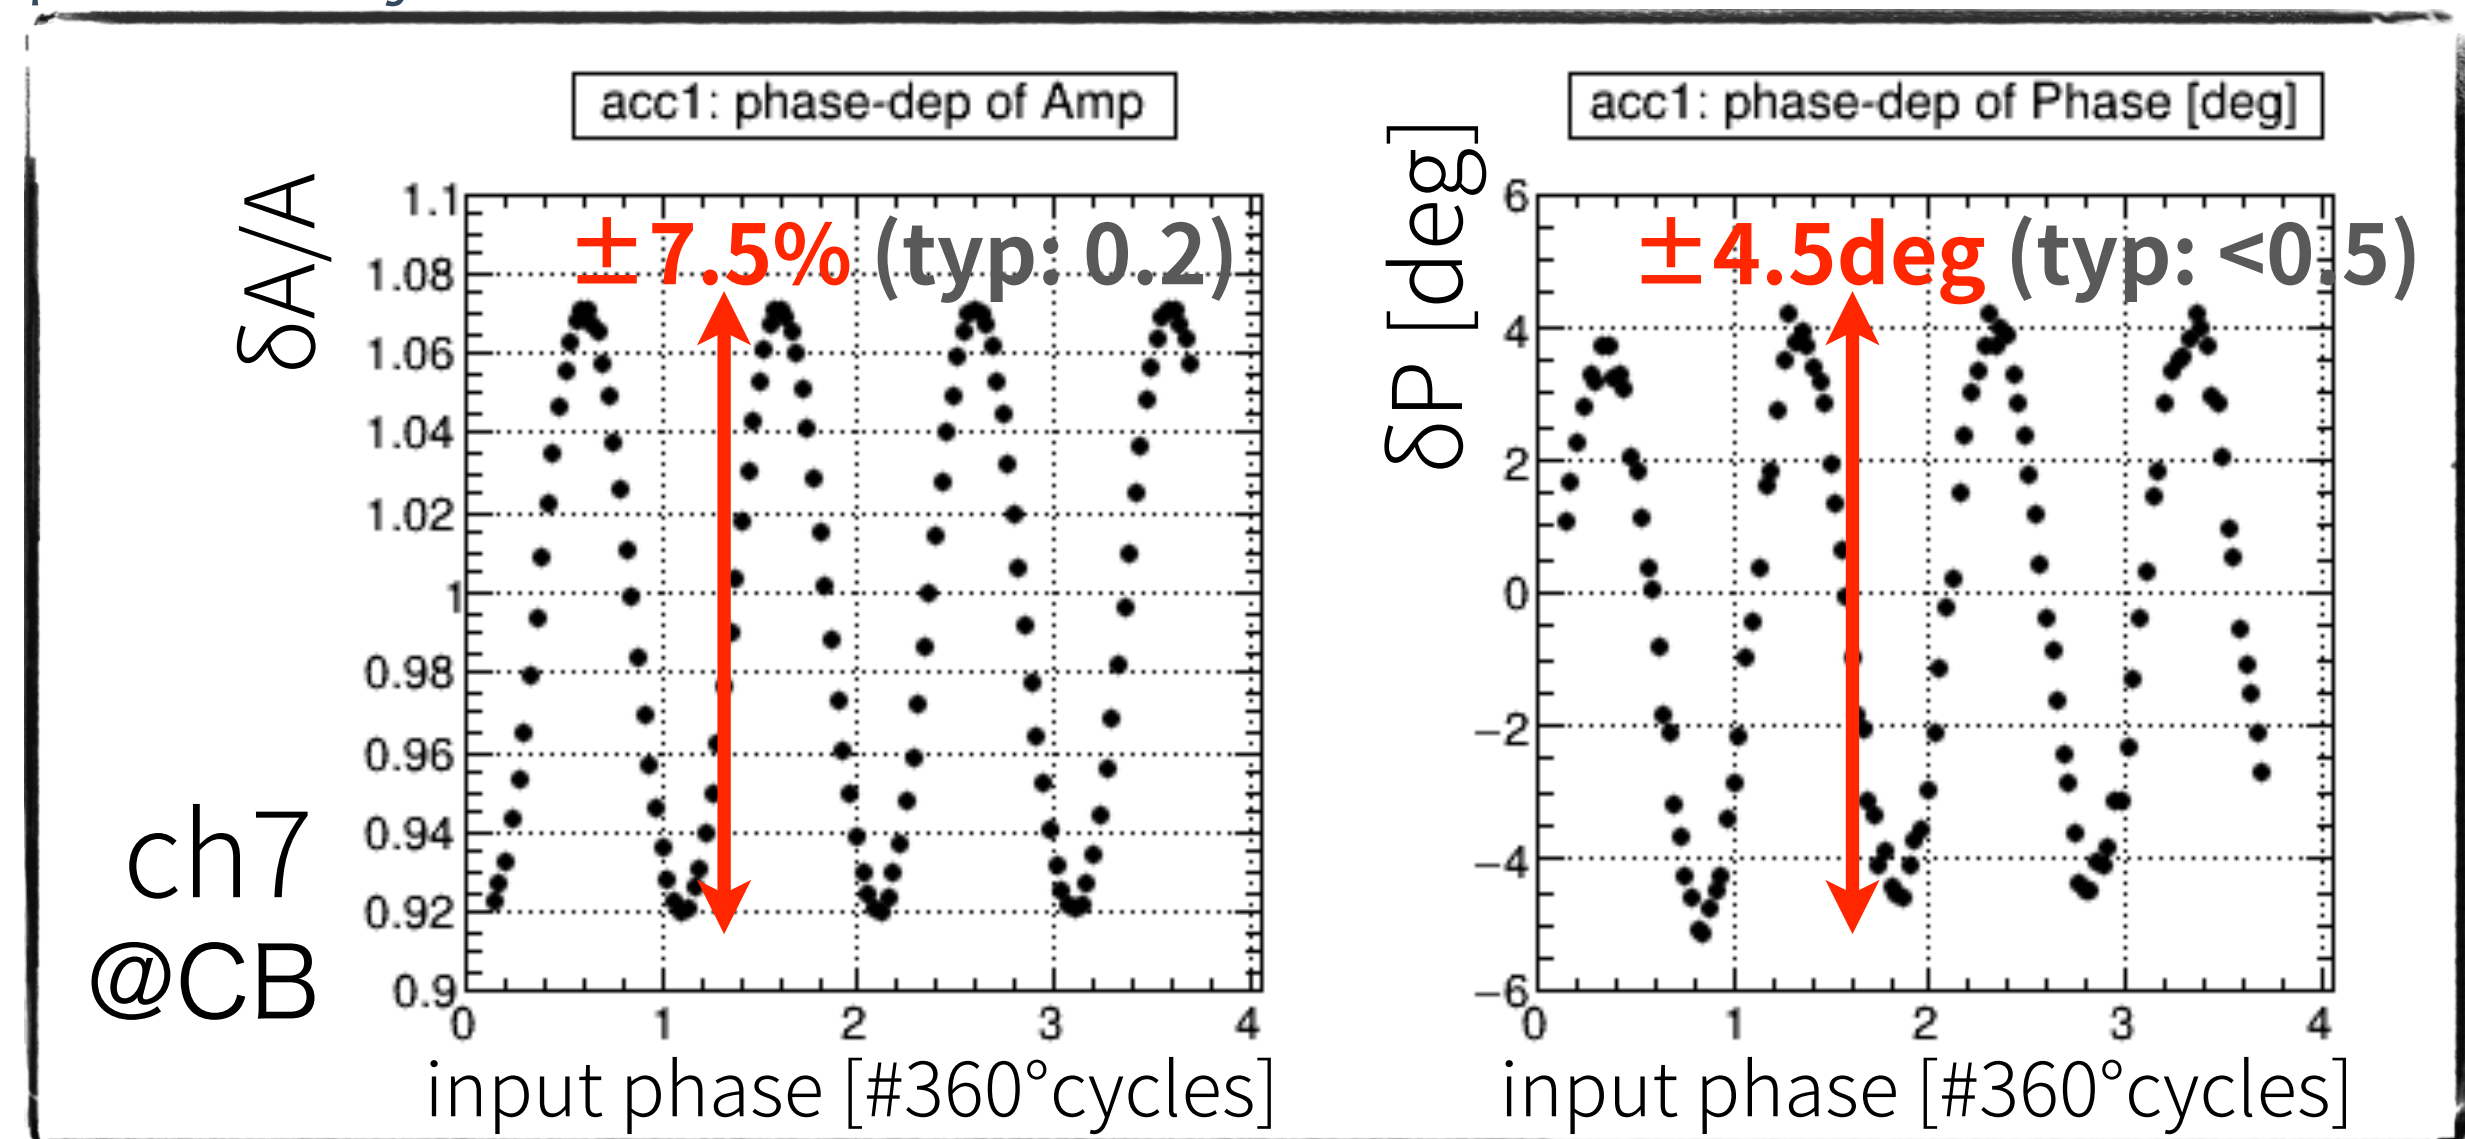 acc1: phase-dep of Amp
δA/A
±7.5% (typ: 0.2)
1.1
1.08
1.06
1.04
1.02
1
0.98
0.96
0.94
0.92
0.9
0 1 2 3 4
input phase [#360°cycles]
ch7
@CB
acc1: phase-dep of Phase [deg]
δP [deg]
±4.5deg (typ: <0.5)
6
4
2
0
−2
−4
−6
0 1 2 3 4
input phase [#360°cycles]